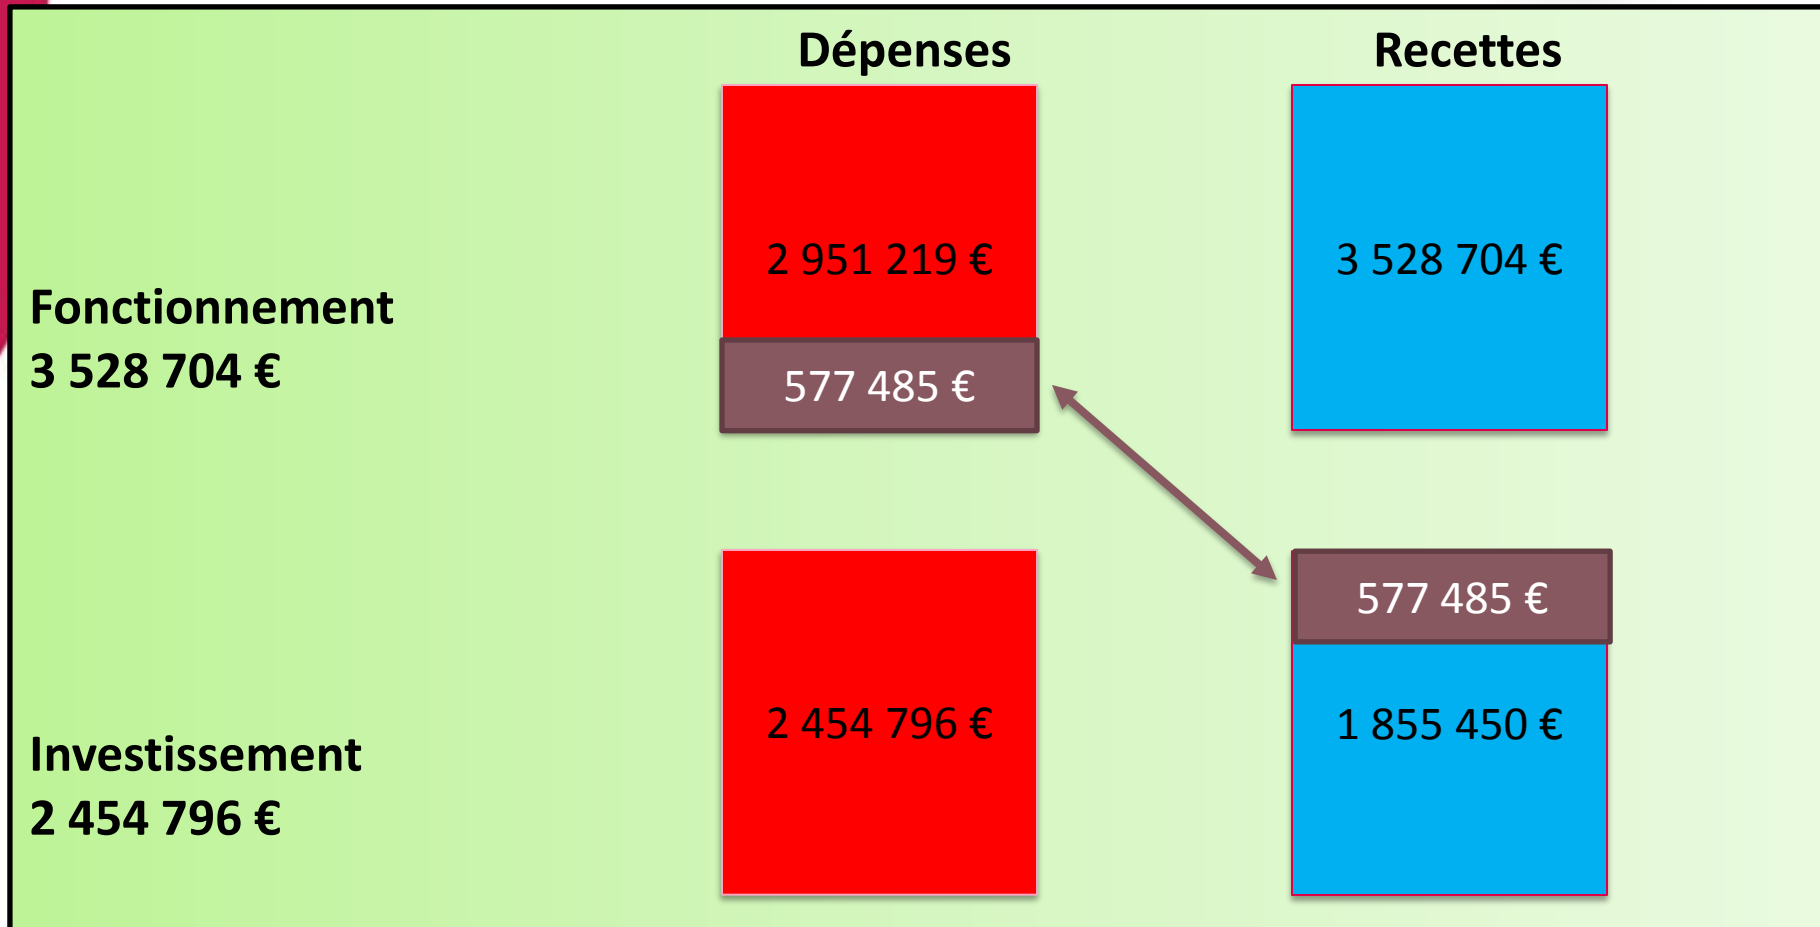 Dépenses
Recettes
2 951 219 €
3 528 704 €
Fonctionnement
3 528 704 €
577 485 €
577 485 €
2 454 796 €
1 855 450 €
Investissement
2 454 796 €